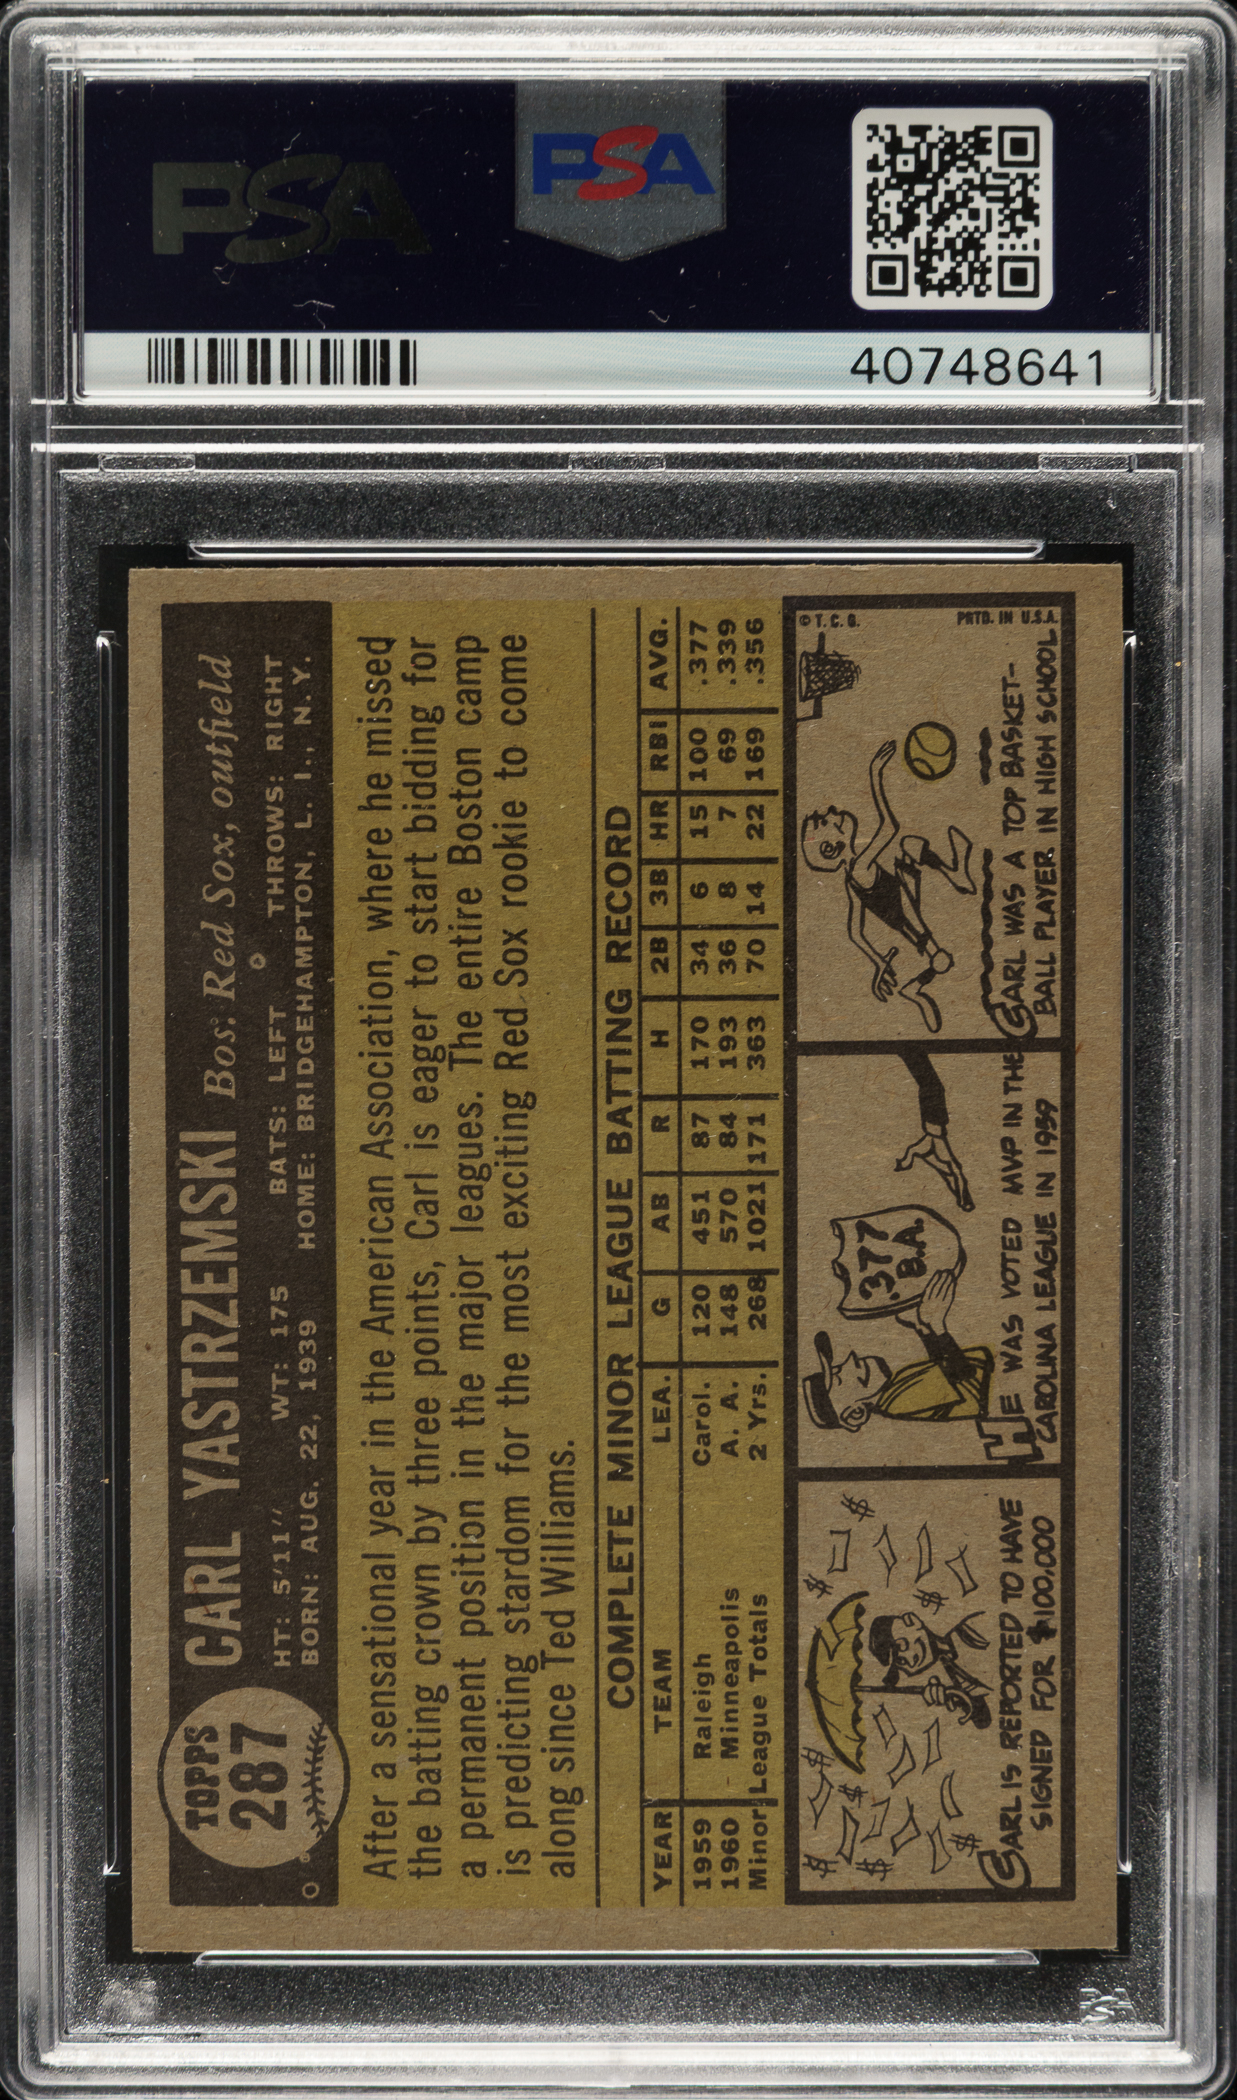 PSA
PSA
40748641
TOPPS
287
CARL YASTRZEMSKI Bos: Red Sox, outfield
HT: 5'11" WT: 175 BATS: LEFT THROWS: RIGHT
BORN: AUG. 22, 1939 HOME: BRIDGEHAMPTON, L. I., N. Y.
After a sensational year in the American Association, where he missed
the batting crown by three points, Carl is eager to start bidding for
a permanent position in the major leagues. The entire Boston camp
is predicting stardom for the most exciting Red Sox rookie to come
along since Ted Williams.
COMPLETE MINOR LEAGUE BATTING RECORD
YEAR TEAM LEA. G AB R H 2B 3B HR RBI AVG.
1959 Raleigh Carol. 120 451 87 170 34 6 15 100 .377
1960 Minneapolis A. A. 148 570 84 193 36 8 7 69 .339
Minor League Totals 2 Yrs. 268 1021 171 363 70 14 22 169 .356
CARL IS REPORTED TO HAVE
SIGNED FOR $100,000
.377
B.A.
HE WAS VOTED MVP IN THE
CAROLINA LEAGUE IN 1959
CARL WAS A TOP BASKET-
BALL PLAYER IN HIGH SCHOOL
© T. C. G.
PRTD. IN U.S.A.
PSA